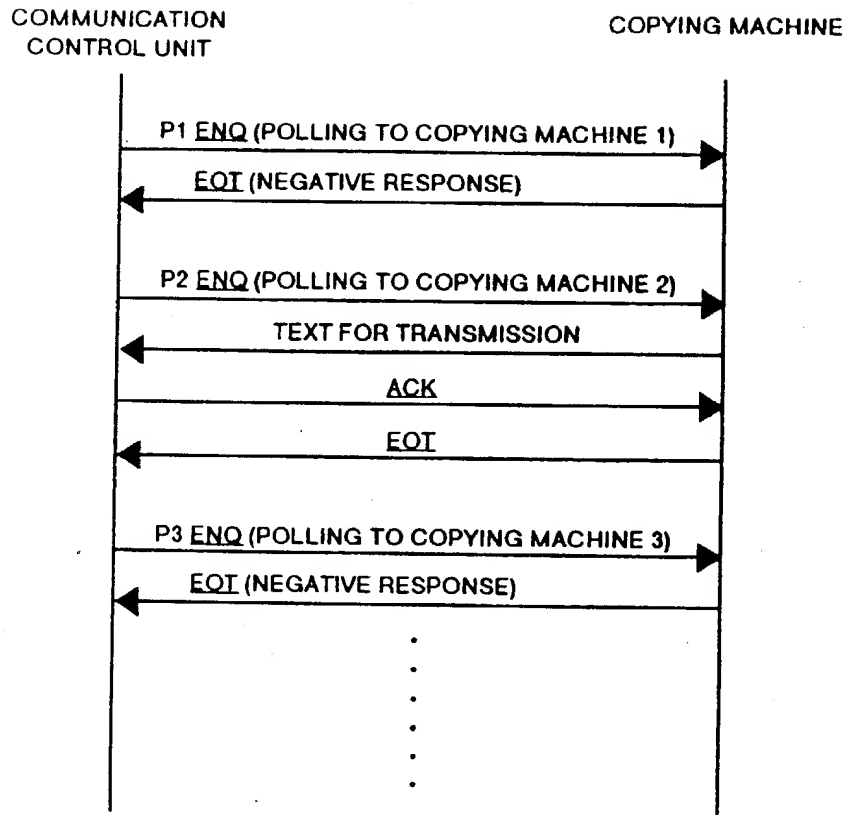 COMMUNICATION
CONTROL UNIT
COPYING MACHINE
P1 ENQ (POLLING TO COPYING MACHINE 1)
EOT (NEGATIVE RESPONSE)
P2 ENQ (POLLING TO COPYING MACHINE 2)
TEXT FOR TRANSMISSION
ACK
EOT
P3 ENQ (POLLING TO COPYING MACHINE 3)
EOT (NEGATIVE RESPONSE)